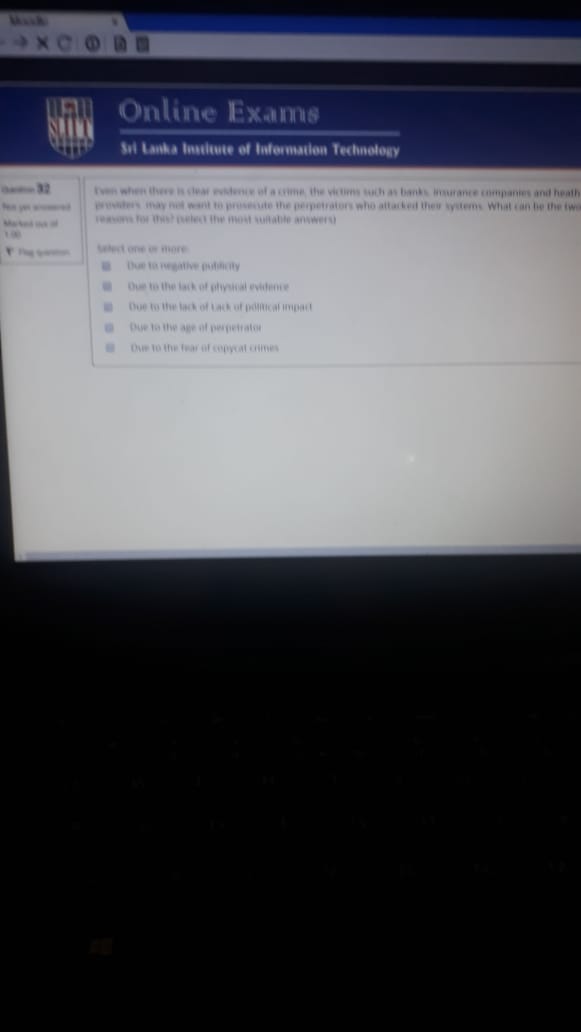 Moodle
Online Exams
SLIIT
Sri Lanka Institute of Information Technology
Question 32
Not yet answered
Marked out of
1.00
Flag question
Even when there is clear evidence of a crime, the victims such as banks, insurance companies and heath
providers may not want to prosecute the perpetrators who attacked their systems. What can be the two
reasons for this? (select the most suitable answers)
Select one or more:
Due to negative publicity
Due to the lack of physical evidence
Due to the lack of Lack of political impact
Due to the age of perpetrator
Due to the fear of copycat crimes